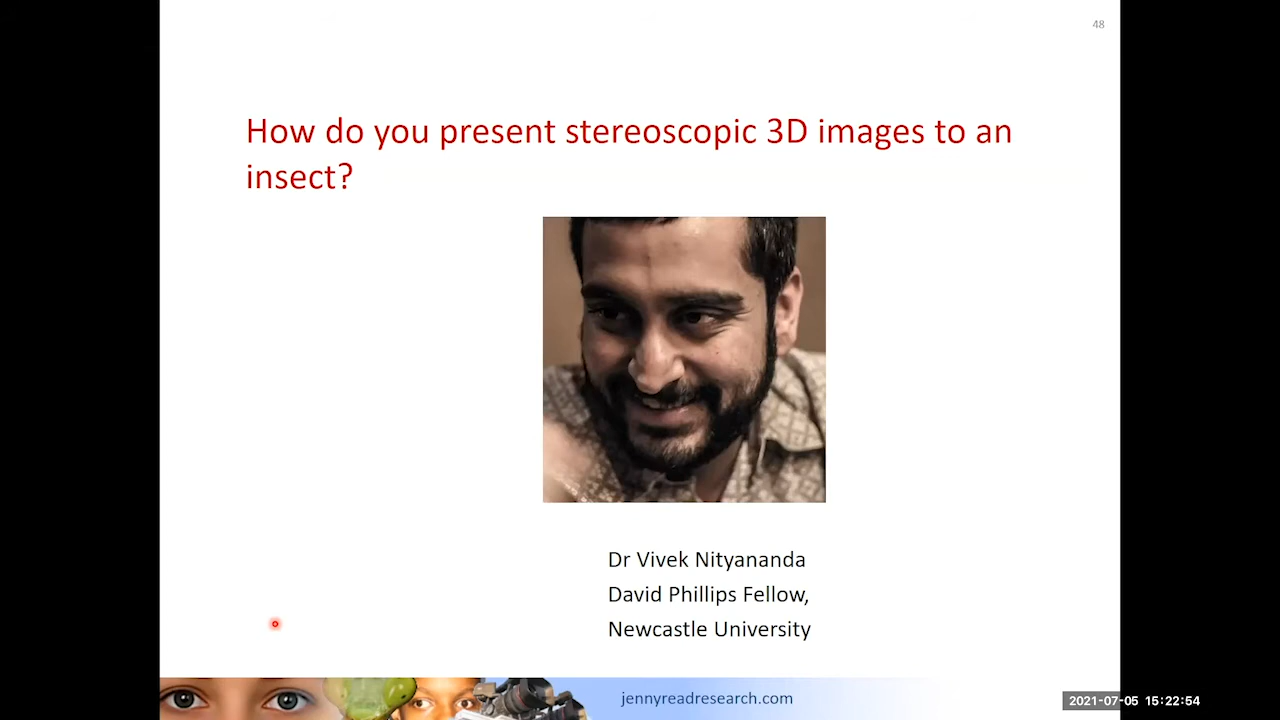 48
How do you present stereoscopic 3D images to an
insect?
Dr Vivek Nityananda
David Phillips Fellow,
Newcastle University
jennyreadresearch.com
2021-07-05 15:22:54